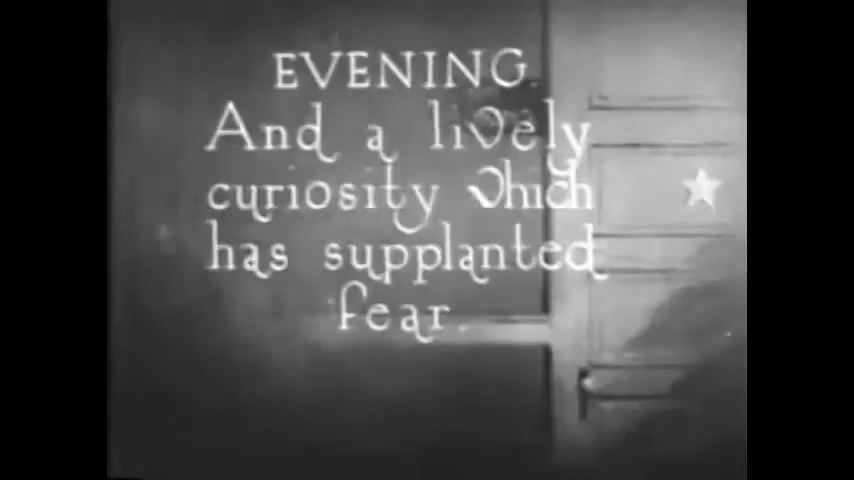 EVENING.
And a lively
curiosity which
has supplanted
fear.